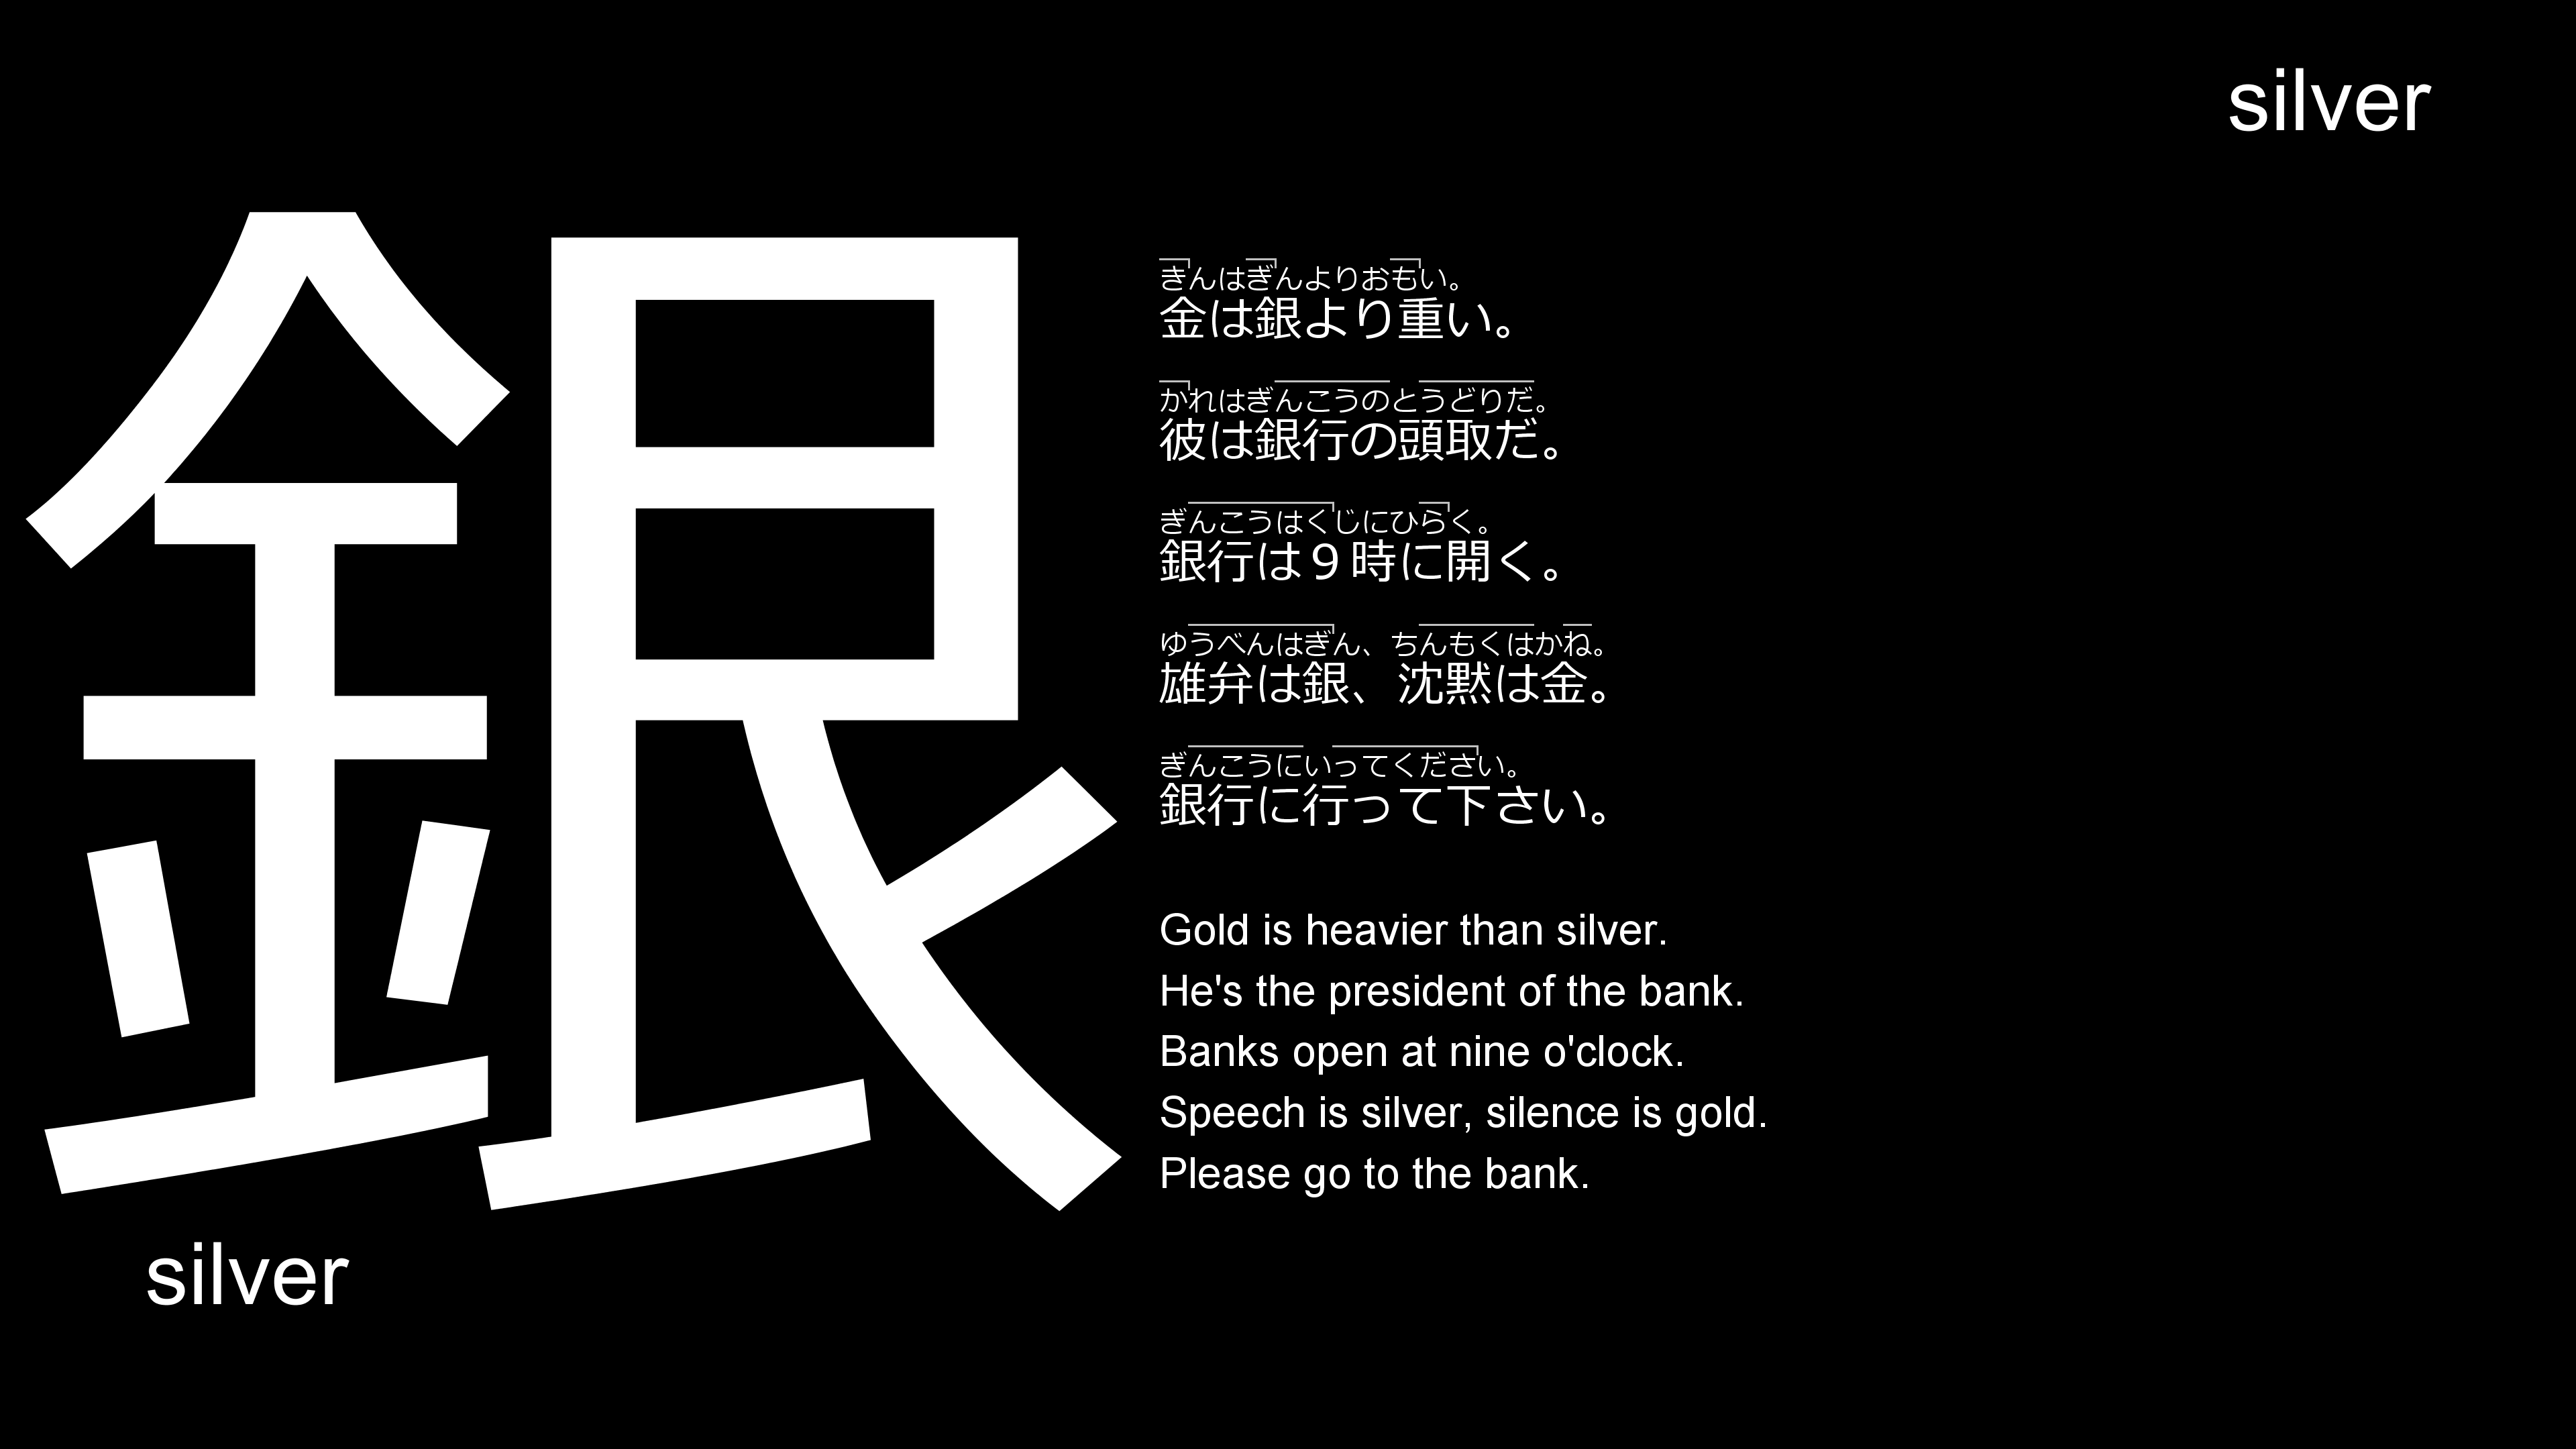 silver
銀
きんはぎんよりおもい。
金は銀より重い。
かれはぎんこうのとうどりだ。
彼は銀行の頭取だ。
ぎんこうはくじにひらく。
銀行は９時に開く。
ゆうべんはぎん、ちんもくはかね。
雄弁は銀、沈黙は金。
ぎんこうにいってください。
銀行に行って下さい。
Gold is heavier than silver.
He's the president of the bank.
Banks open at nine o'clock.
Speech is silver, silence is gold.
Please go to the bank.
silver